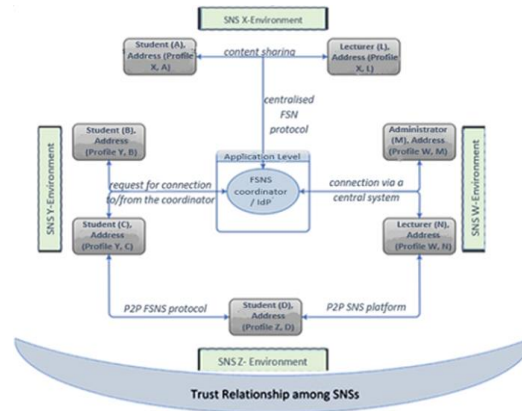 SNS X-Environment
Student (A),
Address (Profile
X, A)
content sharing
Lecturer (L),
Address (Profile
X, L)
centralised
FSN
protocol
SNS Y-Environment
Student (B),
Address
(Profile Y, B)
Application Level
FSNS
coordinator
/ IdP
Administrator
(M), Address
(Profile W, M)
SNS W-Environment
request for connection
to/from the coordinator
connection via a
central system
Student (C),
Address
(Profile Y, C)
Lecturer (N),
Address
(Profile W, N)
P2P FSNS protocol
Student (D),
Address
(Profile Z, D)
P2P SNS platform
SNS Z- Environment
Trust Relationship among SNSs